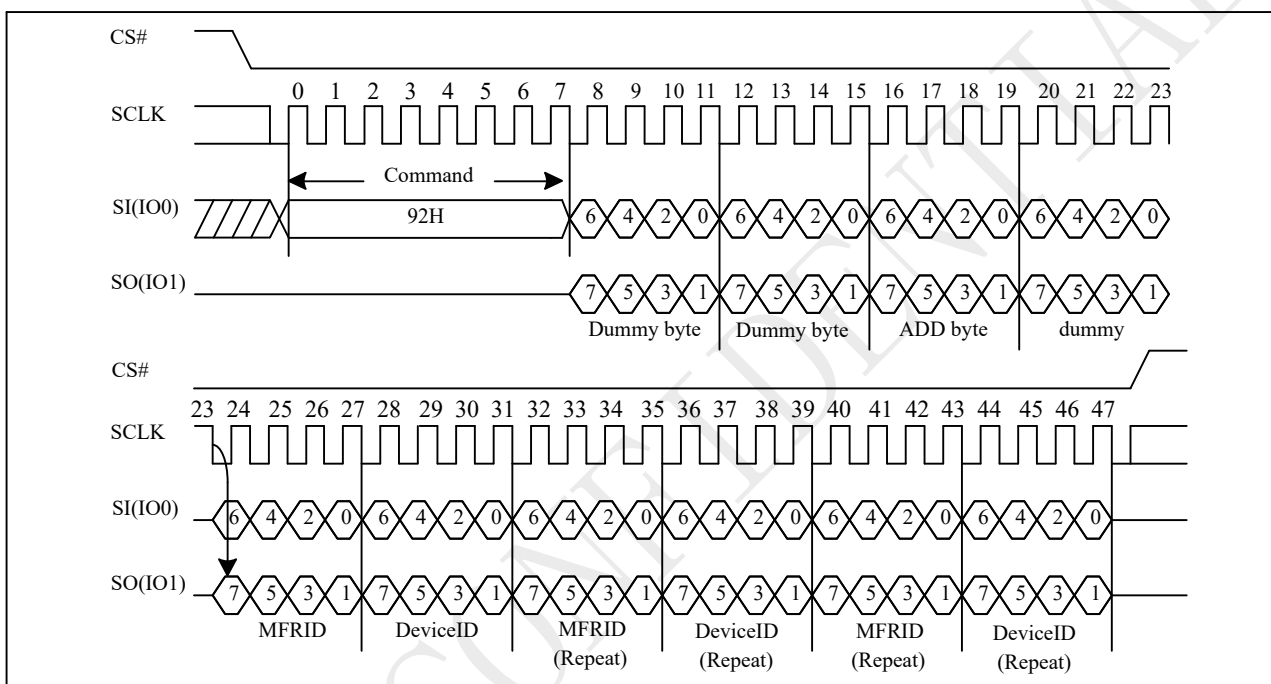 CS#
0 1 2 3 4 5 6 7 8 9 10 11 12 13 14 15 16 17 18 19 20 21 22 23
SCLK
Command
SI(IO0) 92H 6 4 2 0 6 4 2 0 6 4 2 0 6 4 2 0
SO(IO1) 7 5 3 1 7 5 3 1 7 5 3 1 7 5 3 1
Dummy byte Dummy byte ADD byte dummy
CS#
23 24 25 26 27 28 29 30 31 32 33 34 35 36 37 38 39 40 41 42 43 44 45 46 47
SCLK
SI(IO0) 6 4 2 0 6 4 2 0 6 4 2 0 6 4 2 0 6 4 2 0 6 4 2 0
SO(IO1) 7 5 3 1 7 5 3 1 7 5 3 1 7 5 3 1 7 5 3 1 7 5 3 1
MFRID DeviceID MFRID DeviceID MFRID DeviceID
(Repeat) (Repeat) (Repeat) (Repeat)
CONFIDENTIAL